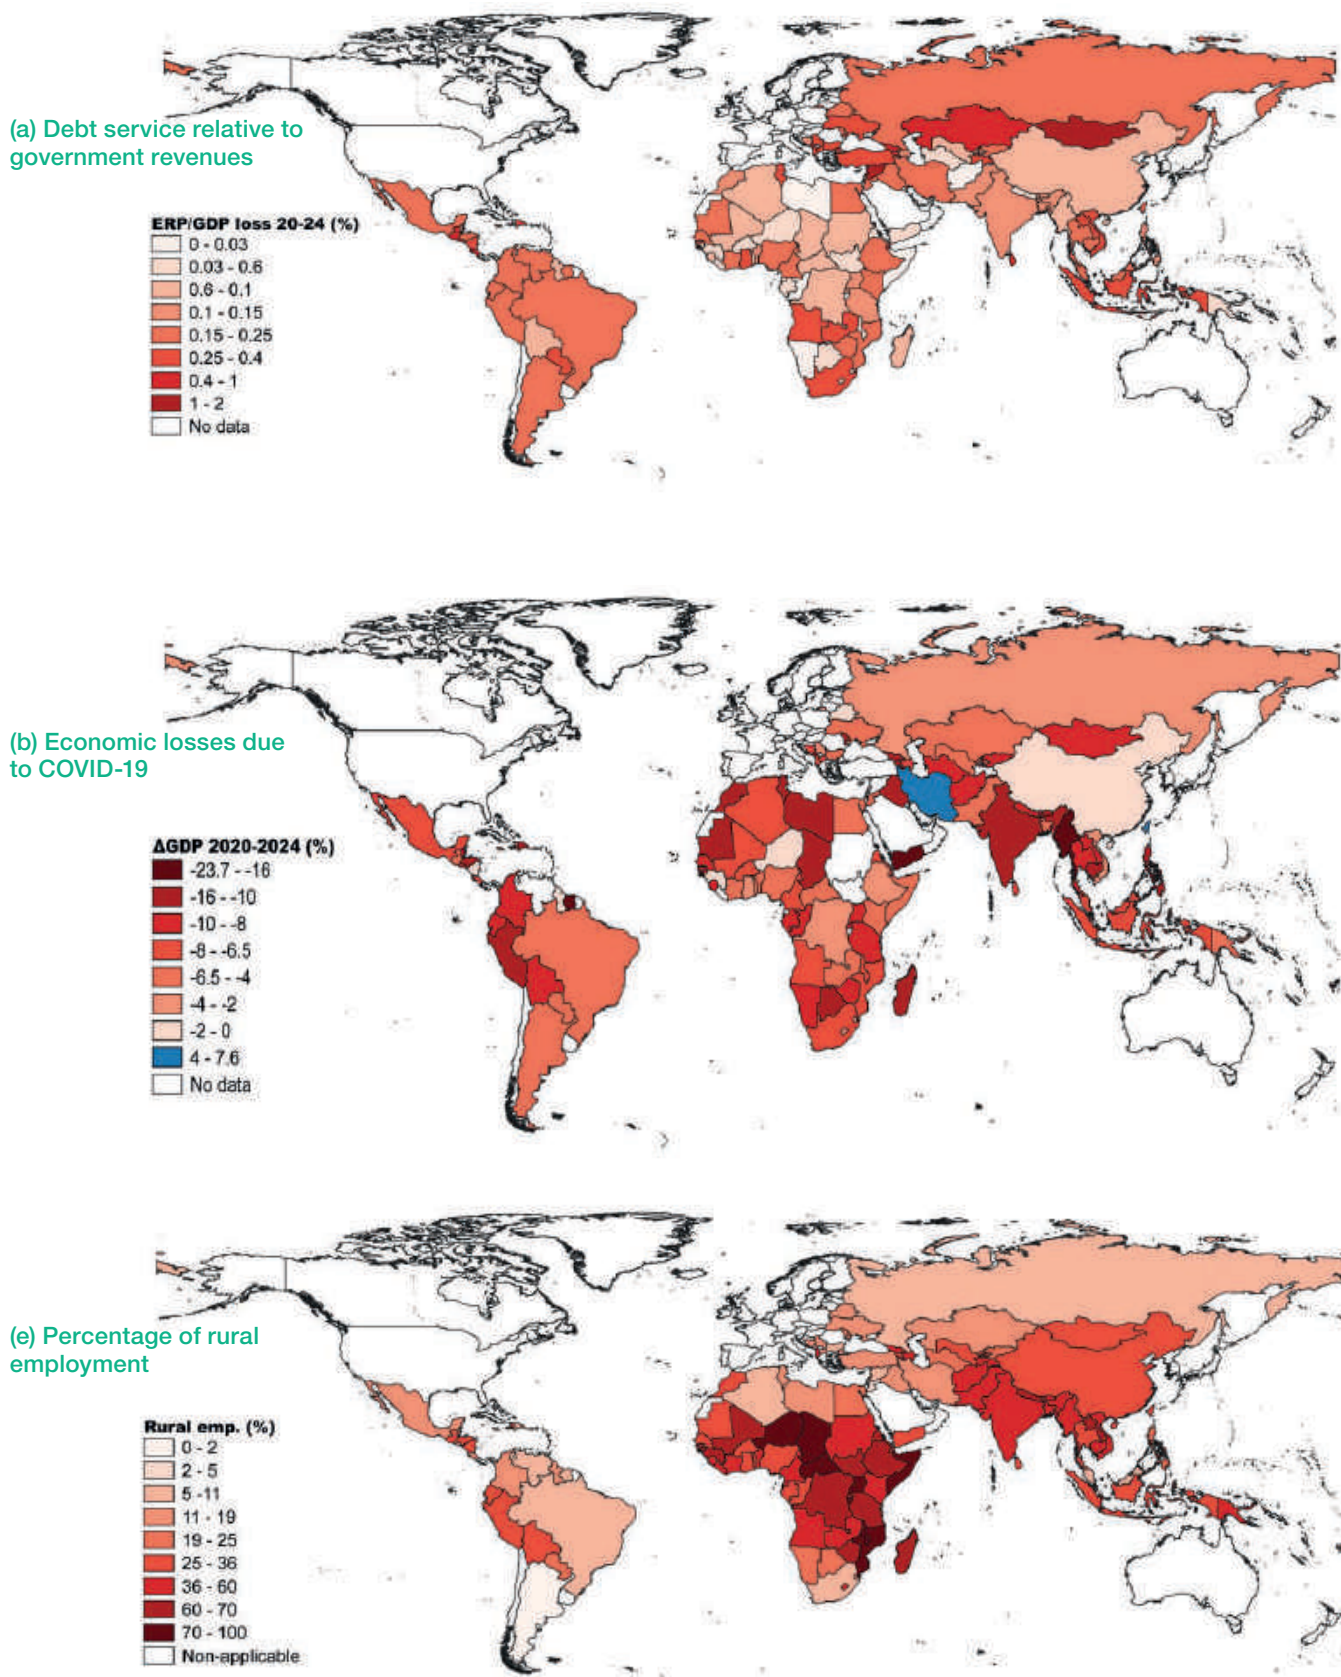 (a) Debt service relative to
government revenues
ERP/GDP loss 20-24 (%)
0 - 0.03
0.03 - 0.6
0.6 - 0.1
0.1 - 0.15
0.15 - 0.25
0.25 - 0.4
0.4 - 1
1 - 2
No data
(b) Economic losses due
to COVID-19
ΔGDP 2020-2024 (%)
-23.7 - -16
-16 - -10
-10 - -8
-8 - -6.5
-6.5 - -4
-4 - -2
-2 - 0
4 - 7.6
No data
(e) Percentage of rural
employment
Rural emp. (%)
0 - 2
2 - 5
5 -11
11 - 19
19 - 25
25 - 36
36 - 60
60 - 70
70 - 100
Non-applicable